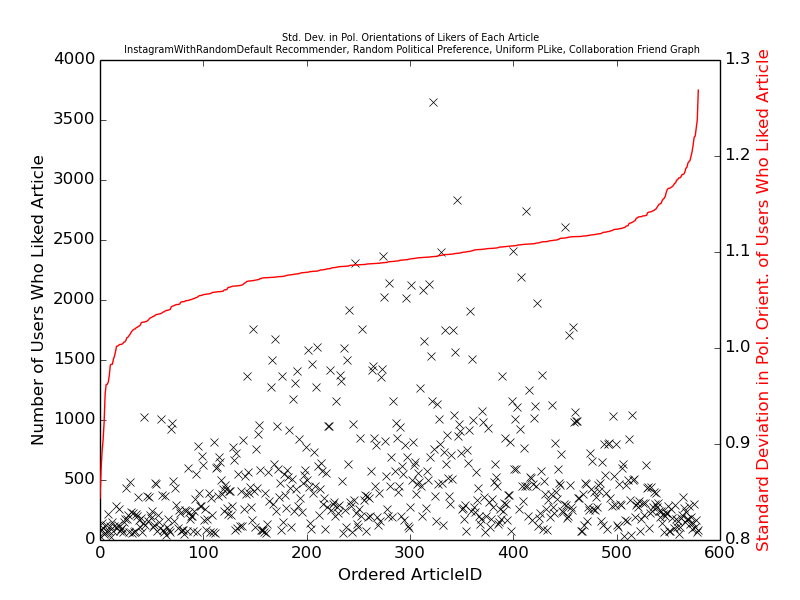 Std. Dev. in Pol. Orientations of Likers of Each Article
InstagramWithRandomDefault Recommender, Random Political Preference, Uniform PLike, Collaboration Friend Graph
Number of Users Who Liked Article
4000
3500
3000
2500
2000
1500
1000
500
0
1.3
1.2
1.1
1.0
0.9
0.8
Standard Deviation in Pol. Orient. of Users Who Liked Article
0 100 200 300 400 500 600
Ordered ArticleID